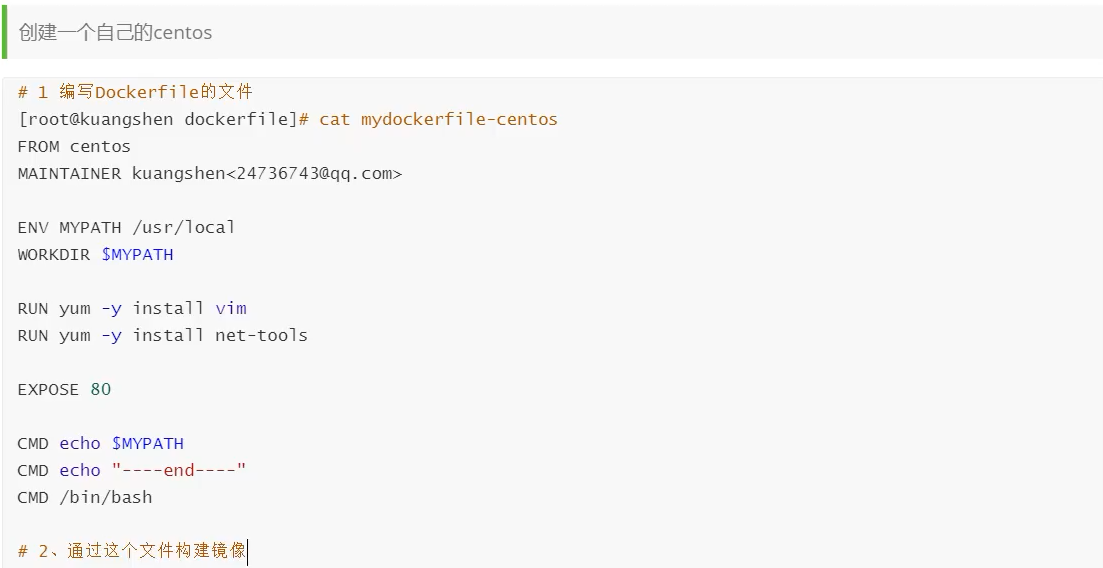 创建一个自己的centos
# 1 编写Dockerfile的文件
[root@kuangshen dockerfile]# cat mydockerfile-centos
FROM centos
MAINTAINER kuangshen<24736743@qq.com>
ENV MYPATH /usr/local
WORKDIR $MYPATH
RUN yum -y install vim
RUN yum -y install net-tools
EXPOSE 80
CMD echo $MYPATH
CMD echo "----end----"
CMD /bin/bash
# 2、通过这个文件构建镜像